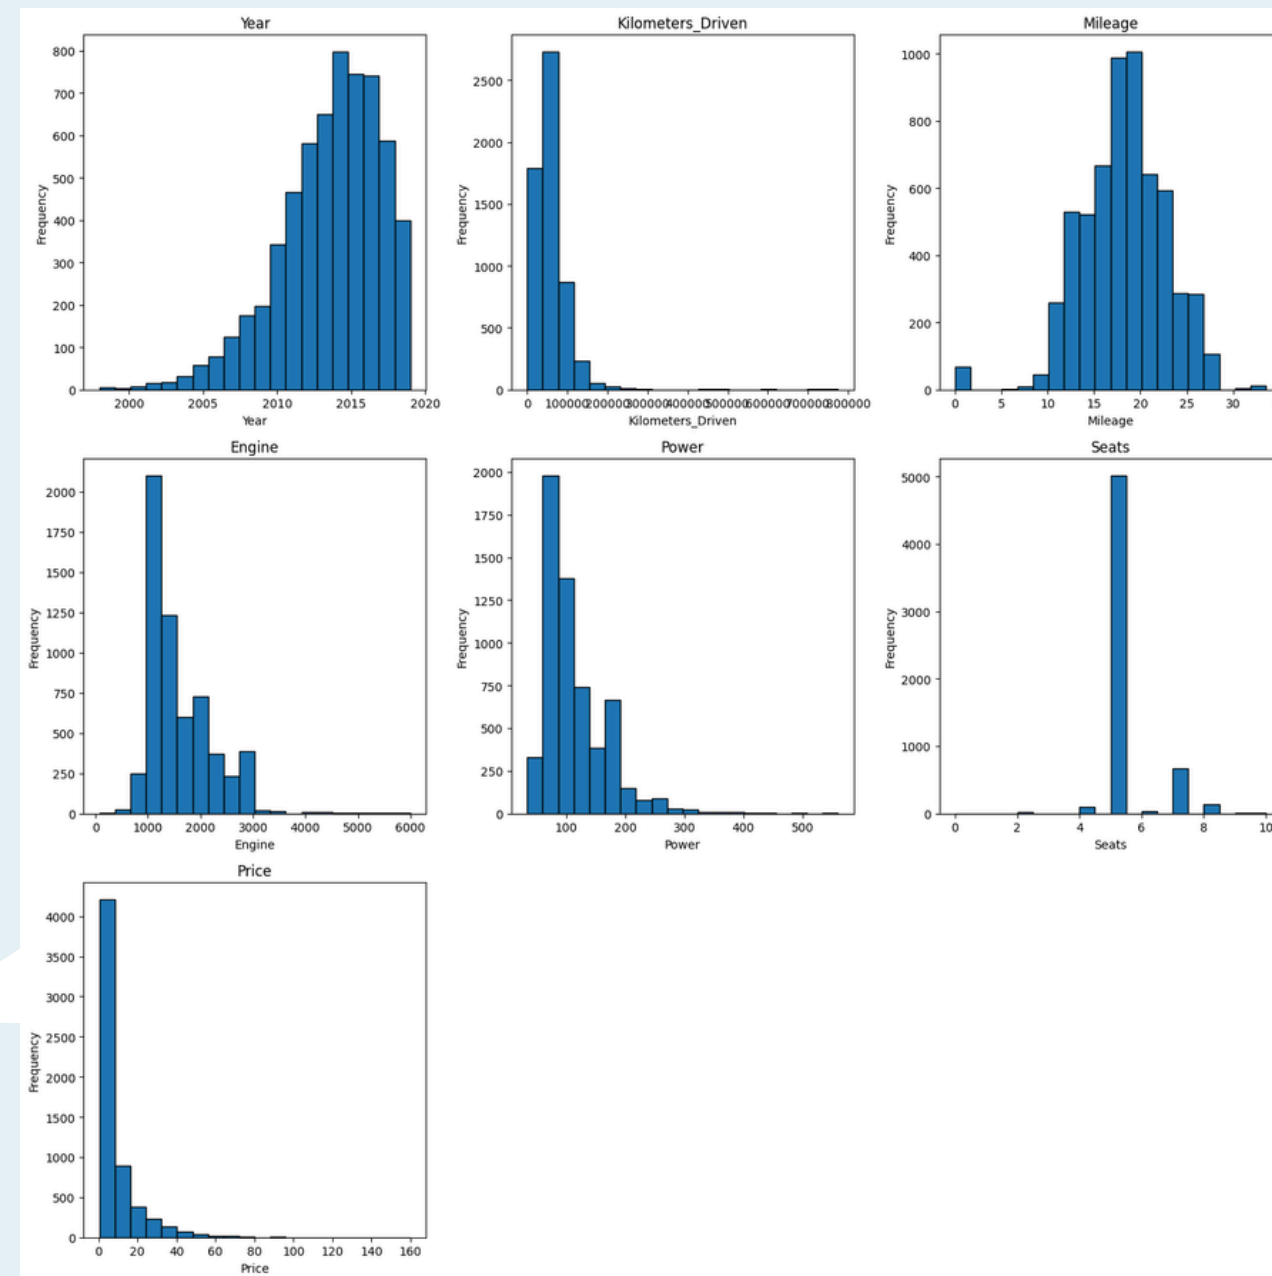 Year
Kilometers_Driven
Mileage
800
700
600
500
400
300
200
100
0
Frequency
2000 2005 2010 2015 2020
Year
2500
2000
1500
1000
500
0
Frequency
0 100000 200000 300000 400000 500000 600000 700000 800000
Kilometers_Driven
1000
800
600
400
200
0
Frequency
0 5 10 15 20 25 30
Mileage
Engine
Power
Seats
2000
1750
1500
1250
1000
750
500
250
0
Frequency
0 1000 2000 3000 4000 5000 6000
Engine
2000
1750
1500
1250
1000
750
500
250
0
Frequency
100 200 300 400 500
Power
5000
4000
3000
2000
1000
0
Frequency
0 2 4 6 8 10
Seats
Price
4000
3500
3000
2500
2000
1500
1000
500
0
Frequency
0 20 40 60 80 100 120 140 160
Price